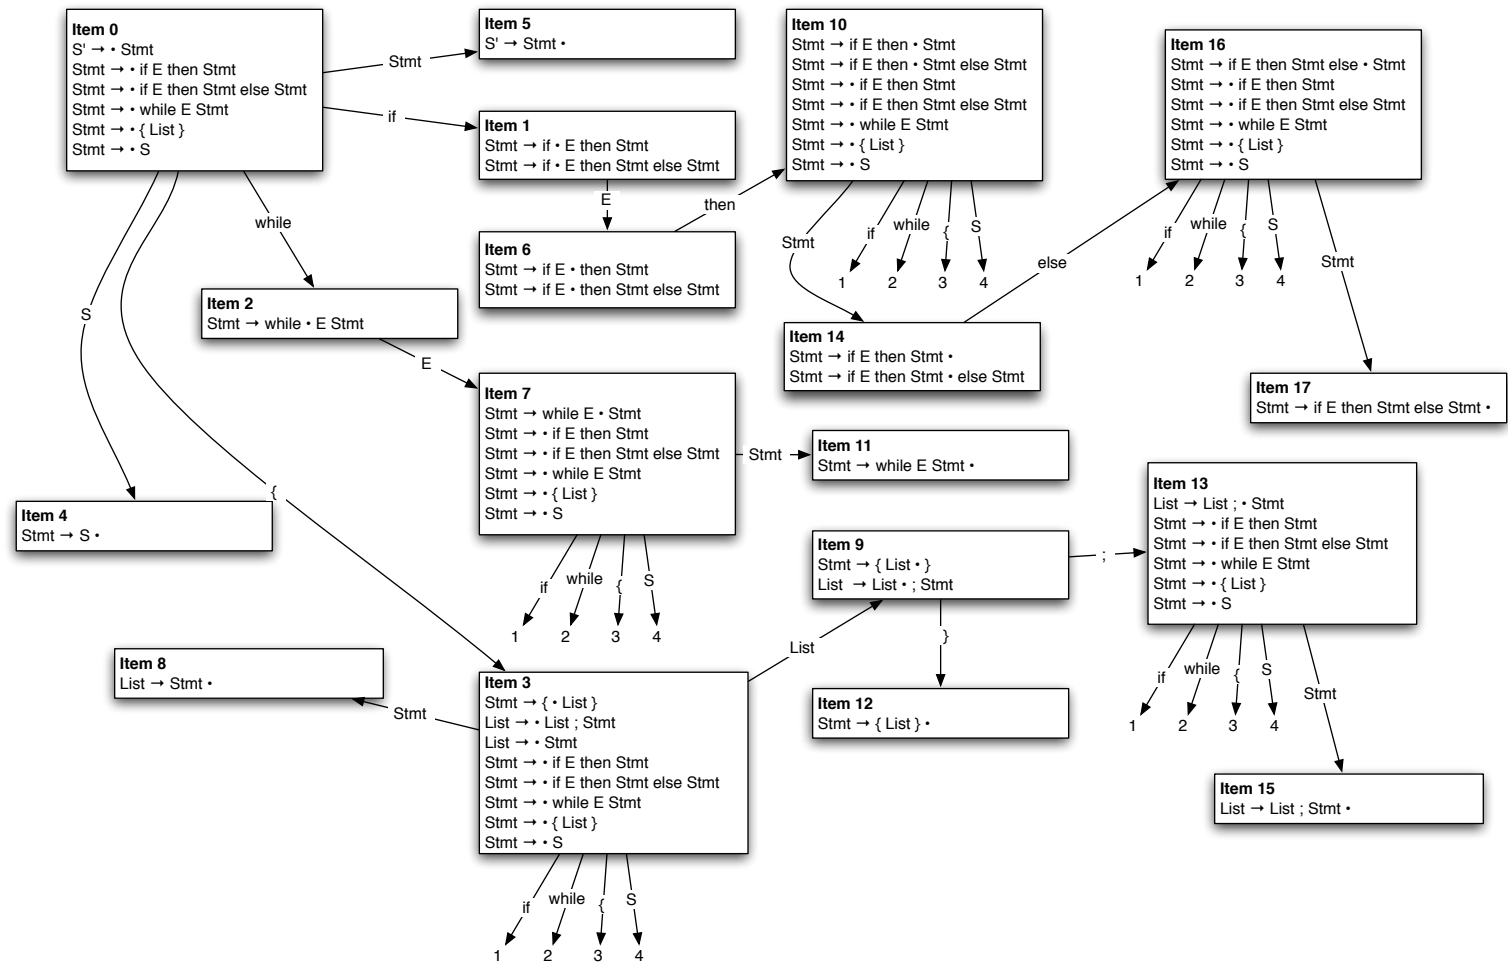 Item 0
S' → • Stmt
Stmt → • if E then Stmt
Stmt → • if E then Stmt else Stmt
Stmt → • while E Stmt
Stmt → • { List }
Stmt → • S
Stmt
if
while
S
{
Item 5
S' → Stmt •
Item 1
Stmt → if • E then Stmt
Stmt → if • E then Stmt else Stmt
E
Item 6
Stmt → if E • then Stmt
Stmt → if E • then Stmt else Stmt
then
Item 10
Stmt → if E then • Stmt
Stmt → if E then • Stmt else Stmt
Stmt → • if E then Stmt
Stmt → • if E then Stmt else Stmt
Stmt → • while E Stmt
Stmt → • { List }
Stmt → • S
Stmt
if while { S
1 2 3 4
Item 14
Stmt → if E then Stmt •
Stmt → if E then Stmt • else Stmt
else
Item 16
Stmt → if E then Stmt else • Stmt
Stmt → • if E then Stmt
Stmt → • if E then Stmt else Stmt
Stmt → • while E Stmt
Stmt → • { List }
Stmt → • S
if while { S Stmt
1 2 3 4
Item 17
Stmt → if E then Stmt else Stmt •
Item 2
Stmt → while • E Stmt
E
Item 7
Stmt → while E • Stmt
Stmt → • if E then Stmt
Stmt → • if E then Stmt else Stmt
Stmt → • while E Stmt
Stmt → • { List }
Stmt → • S
Stmt
if while { S
1 2 3 4
Item 11
Stmt → while E Stmt •
Item 4
Stmt → S •
Item 8
List → Stmt •
Stmt
Item 3
Stmt → { • List }
List → • List ; Stmt
List → • Stmt
Stmt → • if E then Stmt
Stmt → • if E then Stmt else Stmt
Stmt → • while E Stmt
Stmt → • { List }
Stmt → • S
if while { S
1 2 3 4
List
Item 9
Stmt → { List • }
List → List • ; Stmt
}
;
Item 12
Stmt → { List } •
Item 13
List → List ; • Stmt
Stmt → • if E then Stmt
Stmt → • if E then Stmt else Stmt
Stmt → • while E Stmt
Stmt → • { List }
Stmt → • S
if while { S Stmt
1 2 3 4
Item 15
List → List ; Stmt •